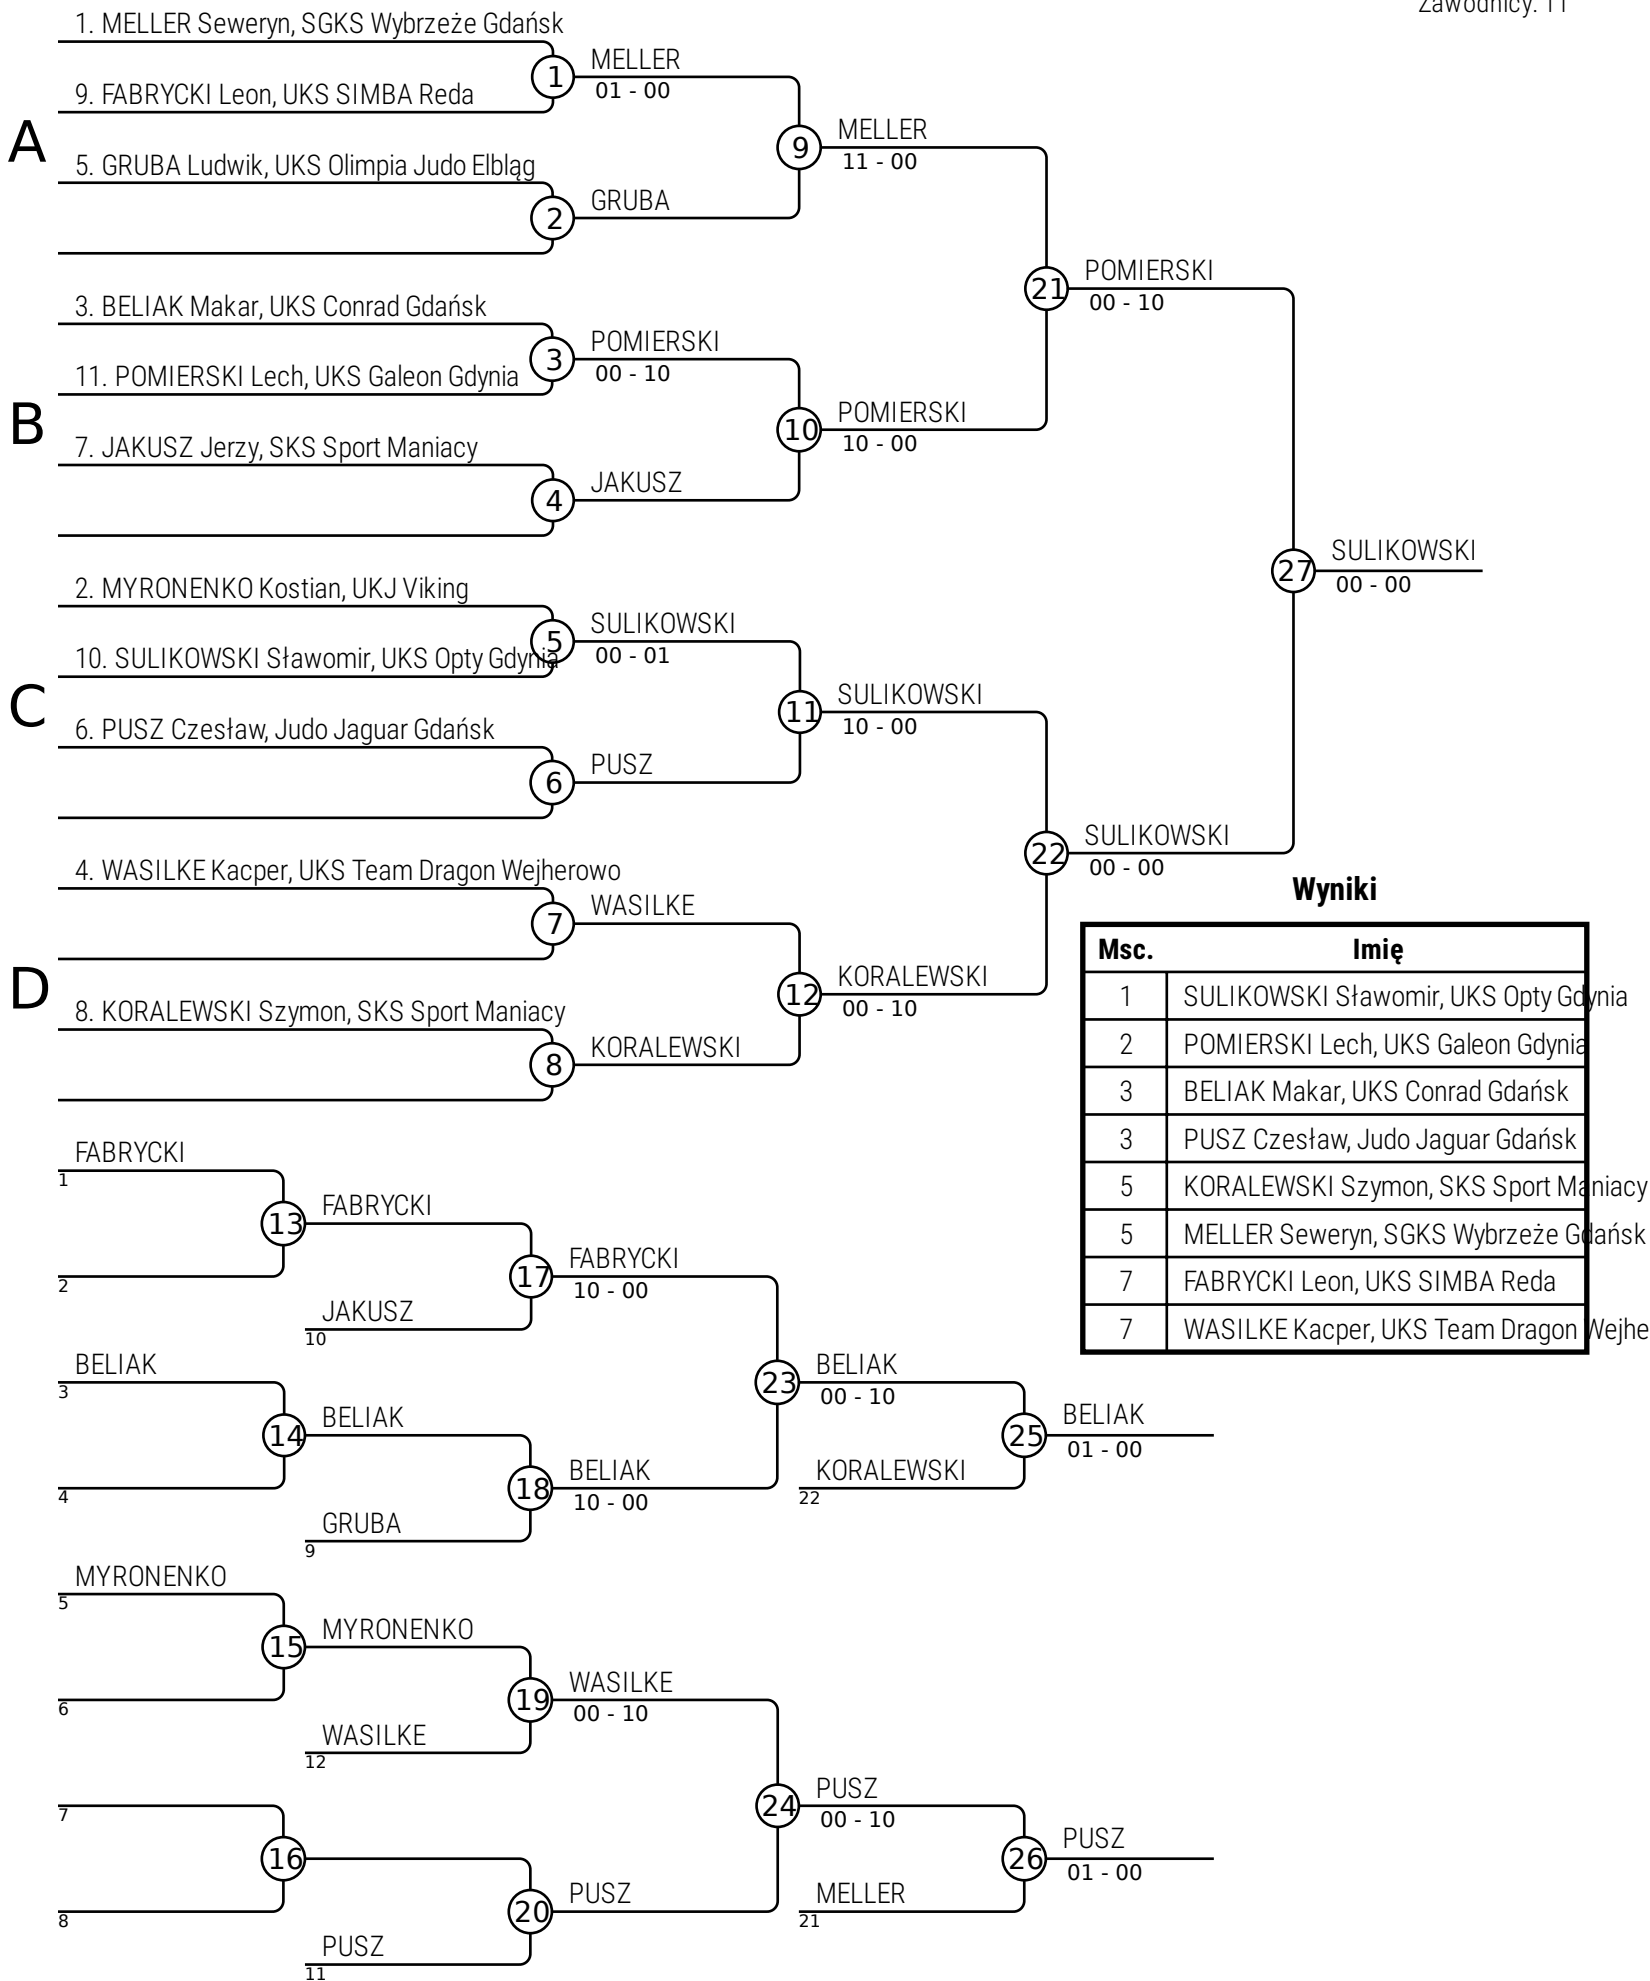 Zawodnicy: 11
1. MELLER Seweryn, SGKS Wybrzeże Gdańsk
9. FABRYCKI Leon, UKS SIMBA Reda
A
5. GRUBA Ludwik, UKS Olimpia Judo Elbląg
3. BELIAK Makar, UKS Conrad Gdańsk
11. POMIERSKI Lech, UKS Galeon Gdynia
B
7. JAKUSZ Jerzy, SKS Sport Maniacy
2. MYRONENKO Kostian, UKJ Viking
10. SULIKOWSKI Sławomir, UKS Opty Gdynia
C
6. PUSZ Czesław, Judo Jaguar Gdańsk
4. WASILKE Kacper, UKS Team Dragon Wejherowo
D
8. KORALEWSKI Szymon, SKS Sport Maniacy
1
MELLER
01 - 00
2
GRUBA
3
POMIERSKI
00 - 10
4
JAKUSZ
5
SULIKOWSKI
00 - 01
6
PUSZ
7
WASILKE
8
KORALEWSKI
9
MELLER
11 - 00
10
POMIERSKI
10 - 00
11
SULIKOWSKI
10 - 00
12
KORALEWSKI
00 - 10
21
POMIERSKI
00 - 10
22
SULIKOWSKI
00 - 00
27
SULIKOWSKI
00 - 00
Wyniki
Msc. Imię
1 SULIKOWSKI Sławomir, UKS Opty Gdynia
2 POMIERSKI Lech, UKS Galeon Gdynia
3 BELIAK Makar, UKS Conrad Gdańsk
3 PUSZ Czesław, Judo Jaguar Gdańsk
5 KORALEWSKI Szymon, SKS Sport Maniacy
5 MELLER Seweryn, SGKS Wybrzeże Gdańsk
7 FABRYCKI Leon, UKS SIMBA Reda
7 WASILKE Kacper, UKS Team Dragon Wejhe
FABRYCKI
1
13
FABRYCKI
2
17
FABRYCKI
10 - 00
JAKUSZ
10
BELIAK
3
14
BELIAK
4
18
BELIAK
10 - 00
GRUBA
9
23
BELIAK
00 - 10
KORALEWSKI
22
25
BELIAK
01 - 00
MYRONENKO
5
15
MYRONENKO
6
19
WASILKE
00 - 10
WASILKE
12
7
16
8
20
PUSZ
PUSZ
11
24
PUSZ
00 - 10
MELLER
21
26
PUSZ
01 - 00